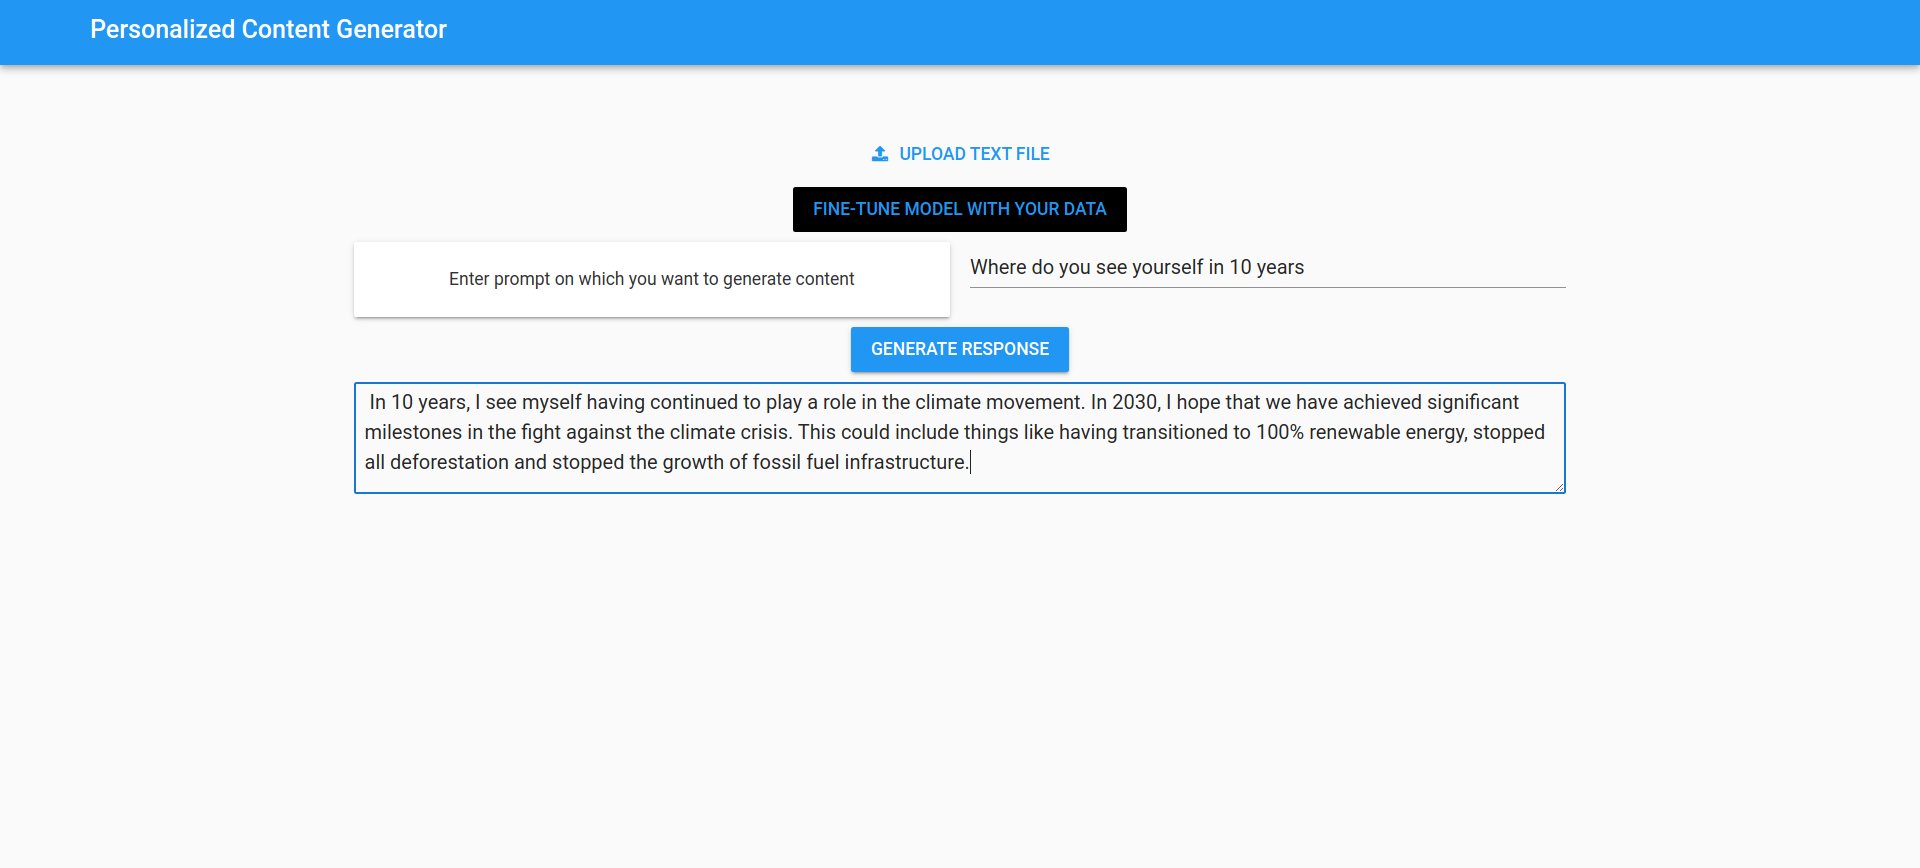 Personalized Content Generator
UPLOAD TEXT FILE
FINE-TUNE MODEL WITH YOUR DATA
Enter prompt on which you want to generate content
Where do you see yourself in 10 years
GENERATE RESPONSE
In 10 years, I see myself having continued to play a role in the climate movement. In 2030, I hope that we have achieved significant
milestones in the fight against the climate crisis. This could include things like having transitioned to 100% renewable energy, stopped
all deforestation and stopped the growth of fossil fuel infrastructure.